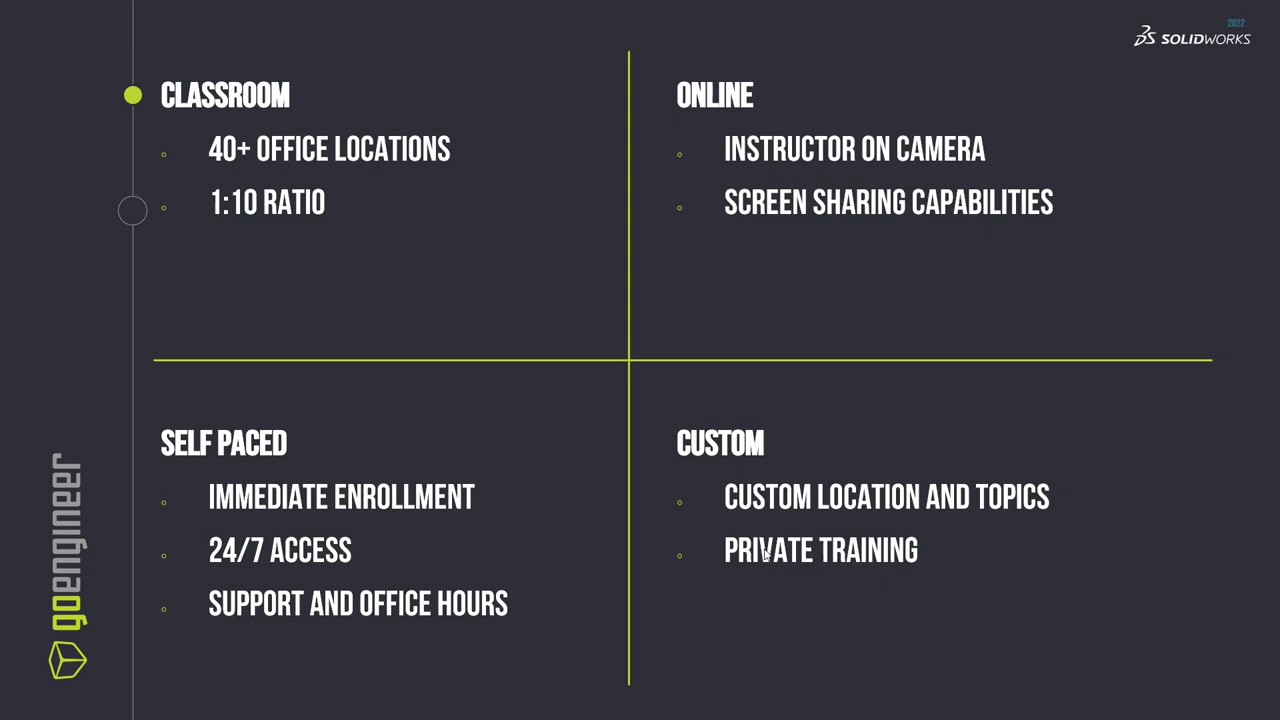 2022
SOLIDWORKS
CLASSROOM
40+ OFFICE LOCATIONS
1:10 RATIO
ONLINE
INSTRUCTOR ON CAMERA
SCREEN SHARING CAPABILITIES
SELF PACED
IMMEDIATE ENROLLMENT
24/7 ACCESS
SUPPORT AND OFFICE HOURS
CUSTOM
CUSTOM LOCATION AND TOPICS
PRIVATE TRAINING
goengineer